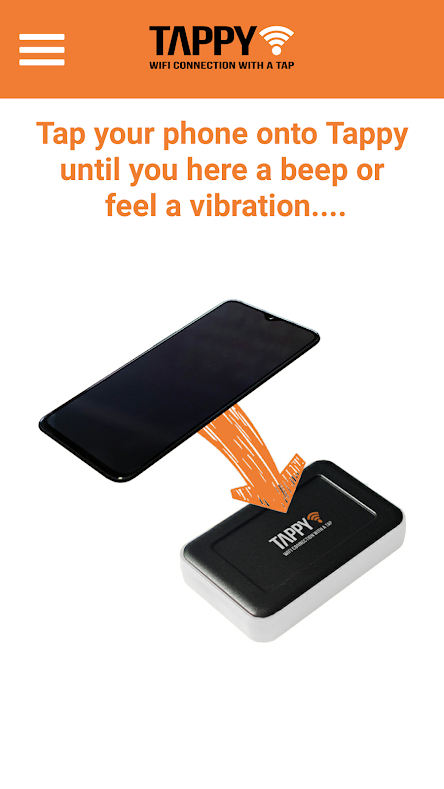 TAPPY
WIFI CONNECTION WITH A TAP
Tap your phone onto Tappy
until you here a beep or
feel a vibration....
TAPPY
WIFI CONNECTION WITH A TAP